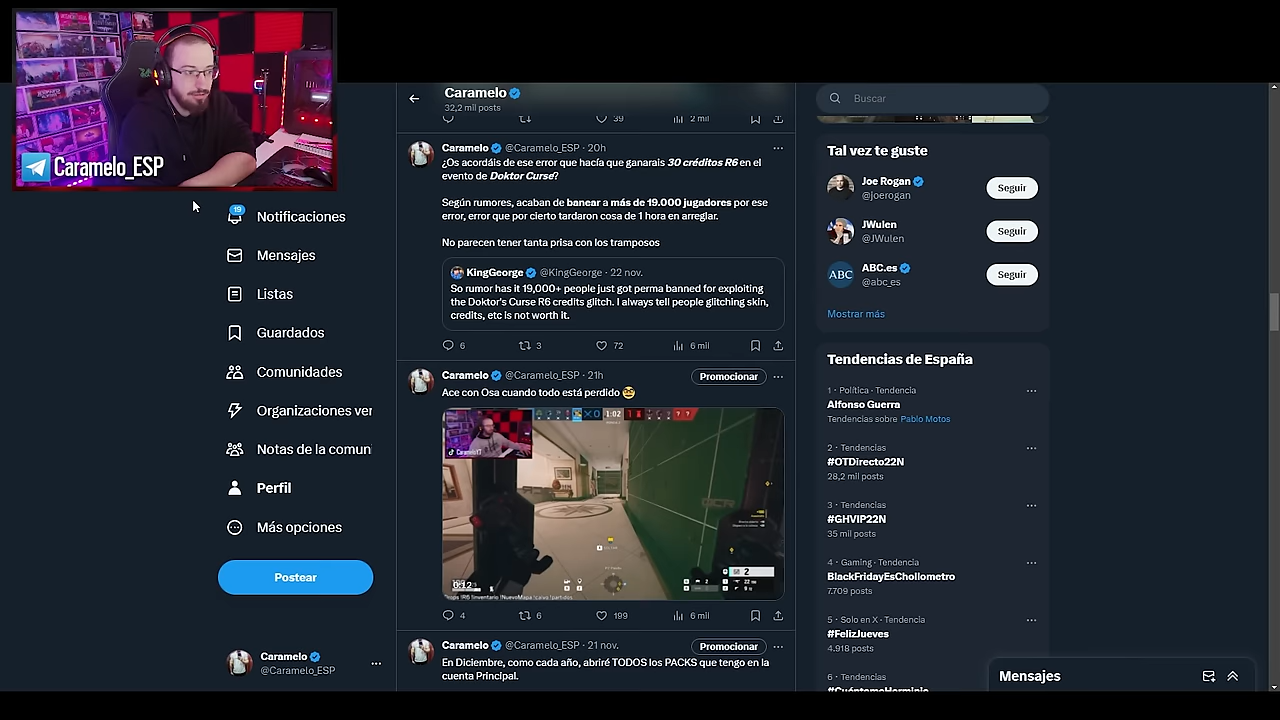 Caramelo_ESP
Notificaciones
19
Mensajes
Listas
Guardados
Comunidades
Organizaciones ver
Notas de la comuni
Perfil
Más opciones
Postear
Caramelo
@Caramelo_ESP
Caramelo
32,2 mil posts
39
2 mil
Caramelo @Caramelo_ESP · 20h
¿Os acordáis de ese error que hacía que ganarais 30 créditos R6 en el
evento de Doktor Curse?
Según rumores, acaban de banear a más de 19.000 jugadores por ese
error, error que por cierto tardaron cosa de 1 hora en arreglar.
No parecen tener tanta prisa con los tramposos
KingGeorge @KingGeorge · 22 nov.
So rumor has it 19,000+ people just got perma banned for exploiting
the Doktor's Curse R6 credits glitch. I always tell people glitching skin,
credits, etc is not worth it.
6 3 72 6 mil
Caramelo @Caramelo_ESP · 21h
Promocionar
Ace con Osa cuando todo está perdido
0 1:02 1
2
0:12
4 6 199 6 mil
Caramelo @Caramelo_ESP · 21 nov.
Promocionar
En Diciembre, como cada año, abriré TODOS los PACKS que tengo en la
cuenta Principal.
Buscar
Tal vez te guste
Joe Rogan
@joerogan
Seguir
JWulen
@JWulen
Seguir
ABC
ABC.es
@abc_es
Seguir
Mostrar más
Tendencias de España
1 · Política · Tendencia
Alfonso Guerra
Tendencias sobre Pablo Motos
2 · Tendencias
#OTDirecto22N
28,2 mil posts
3 · Tendencias
#GHVIP22N
35 mil posts
4 · Gaming · Tendencia
BlackFridayEsChollometro
7.709 posts
5 · Solo en X · Tendencia
#FelizJueves
4.918 posts
6 · Tendencias
Mensajes